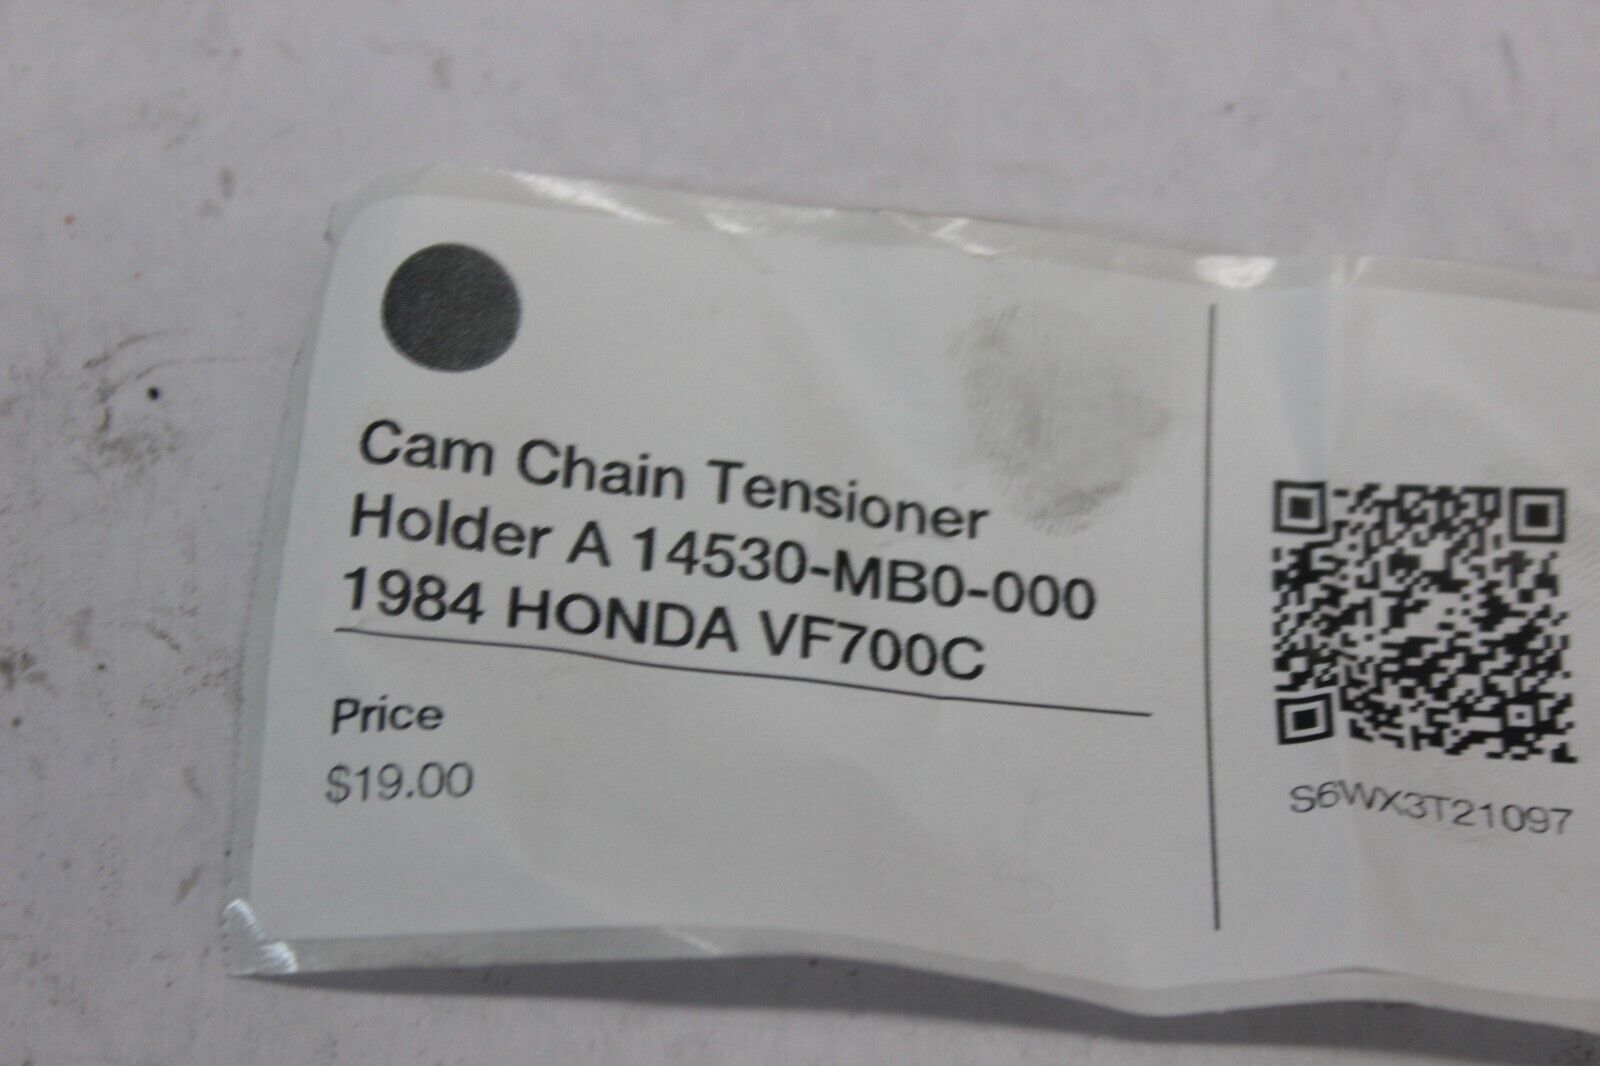 Cam Chain Tensioner
Holder A 14530-MB0-000
1984 HONDA VF700C
Price
$19.00
S6WX3T21097